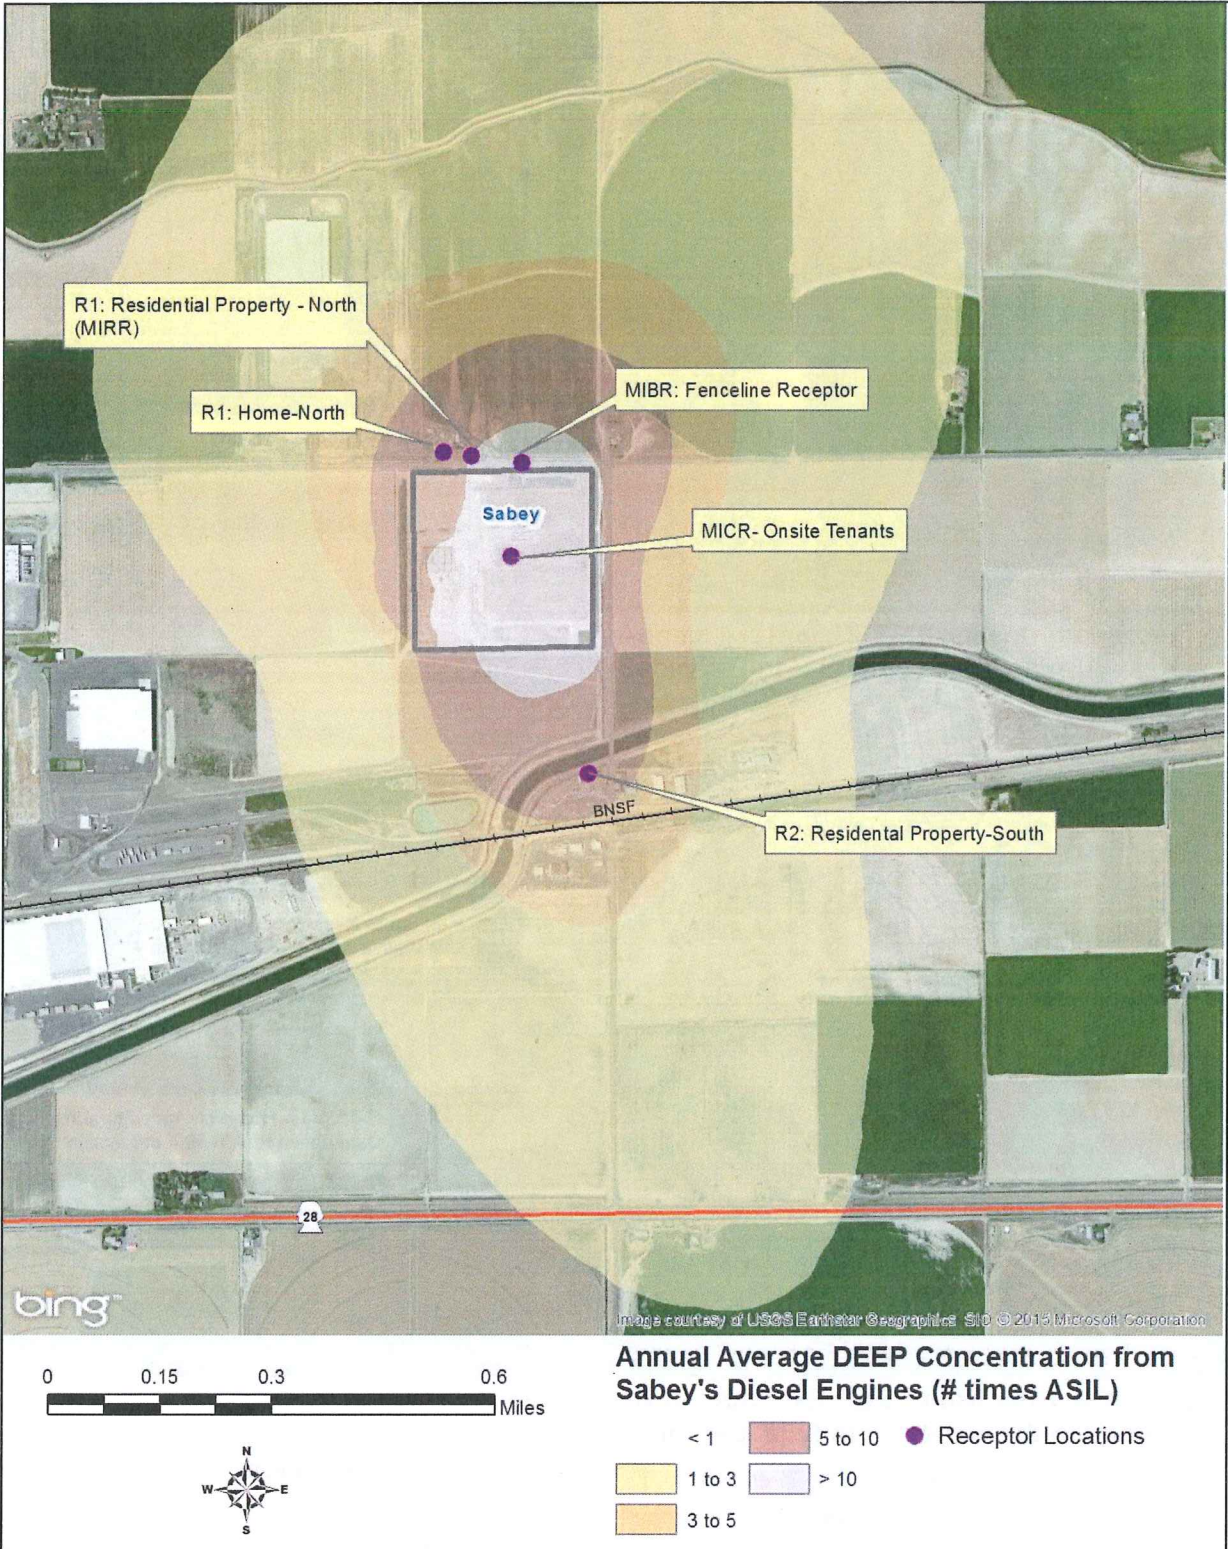 R1: Residential Property - North
(MIRR)
R1: Home-North
MIBR: Fenceline Receptor
Sabey
MICR- Onsite Tenants
BNSF
R2: Residental Property-South
28
bing™
Image courtesy of USGS Earthstar Geographics SIO © 2015 Microsoft Corporation
0 0.15 0.3 0.6
Miles
N
W E
S
Annual Average DEEP Concentration from
Sabey's Diesel Engines (# times ASIL)
< 1 5 to 10 Receptor Locations
1 to 3 > 10
3 to 5